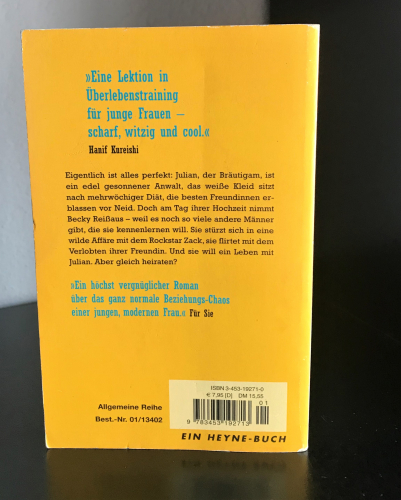 »Eine Lektion in
Überlebenstraining
für junge Frauen –
scharf, witzig und cool.«
Hanif Kureishi
Eigentlich ist alles perfekt: Julian, der Bräutigam, ist
ein edel gesonnener Anwalt, das weiße Kleid sitzt
nach mehrwöchiger Diät, die besten Freundinnen er-
blassen vor Neid. Doch am Tag ihrer Hochzeit nimmt
Becky Reißaus – weil es noch so viele andere Männer
gibt, die sie kennenlernen will. Sie stürzt sich in eine
wilde Affäre mit dem Rockstar Zack, sie flirtet mit dem
Verlobten ihrer Freundin. Und sie will ein Leben mit
Julian. Aber gleich heiraten?
»Ein höchst vergnüglicher Roman
über das ganz normale Beziehungs-Chaos
einer jungen, modernen Frau.« Für Sie
ISBN 3-453-19271-0
€ 7,95 [D] DM 15,55
01
9 783453 192713
Allgemeine Reihe
Best.-Nr. 01/13402
EIN HEYNE-BUCH